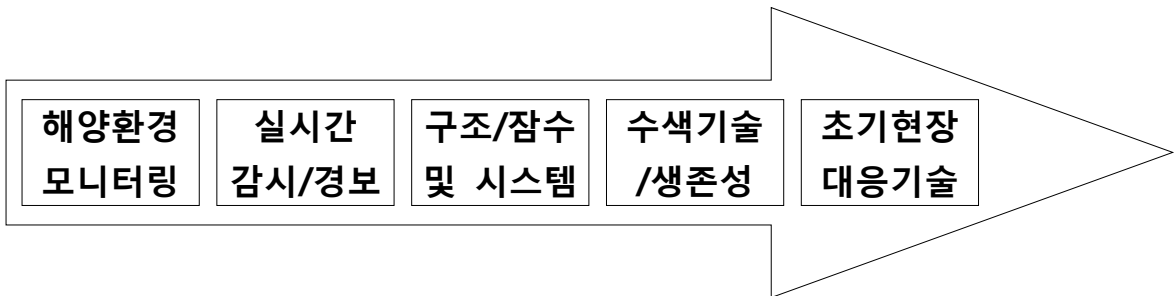 해양환경
모니터링
실시간
감시/경보
구조/잠수
및 시스템
수색기술
/생존성
초기현장
대응기술